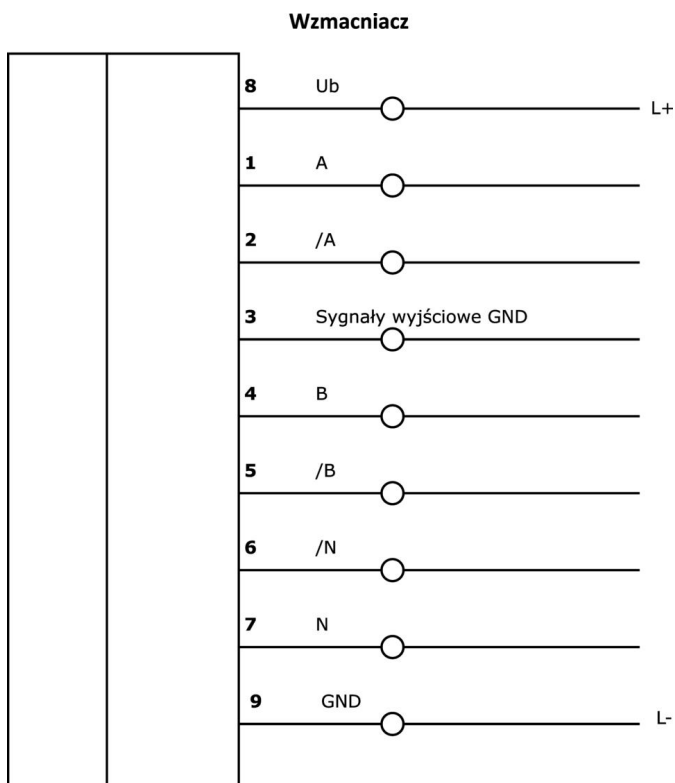 Wzmacniacz
8 Ub L+
1 A
2 /A
3 Sygnały wyjściowe GND
4 B
5 /B
6 /N
7 N
9 GND L-